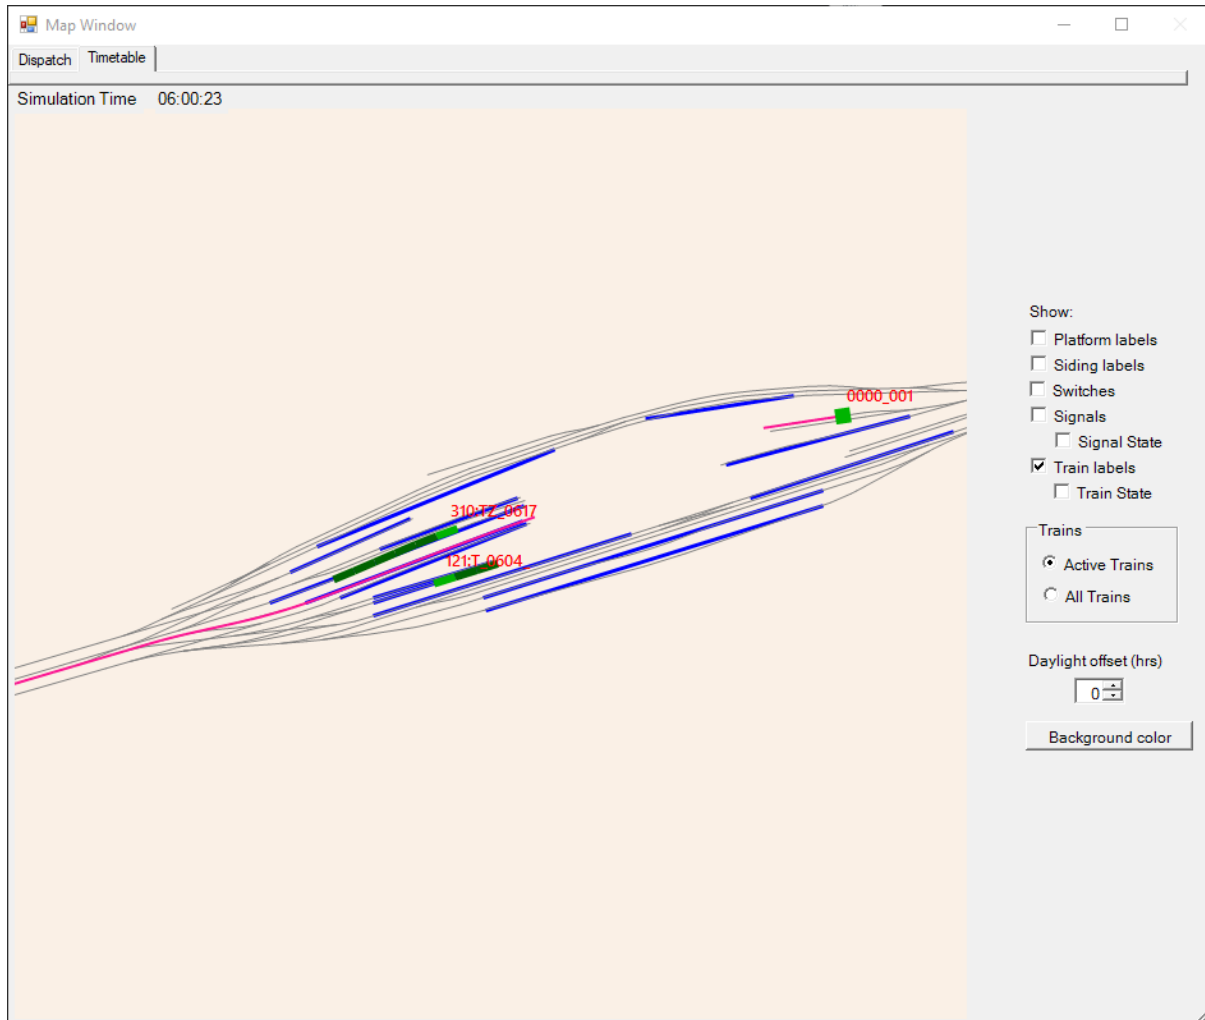 Map Window
Dispatch
Timetable
Simulation Time 06:00:23
Show:
Platform labels
Siding labels
Switches
Signals
Signal State
Train labels
Train State
0000_001
310:TZ_0617
121:T_0604_
Trains
Active Trains
All Trains
Daylight offset (hrs)
0
Background color